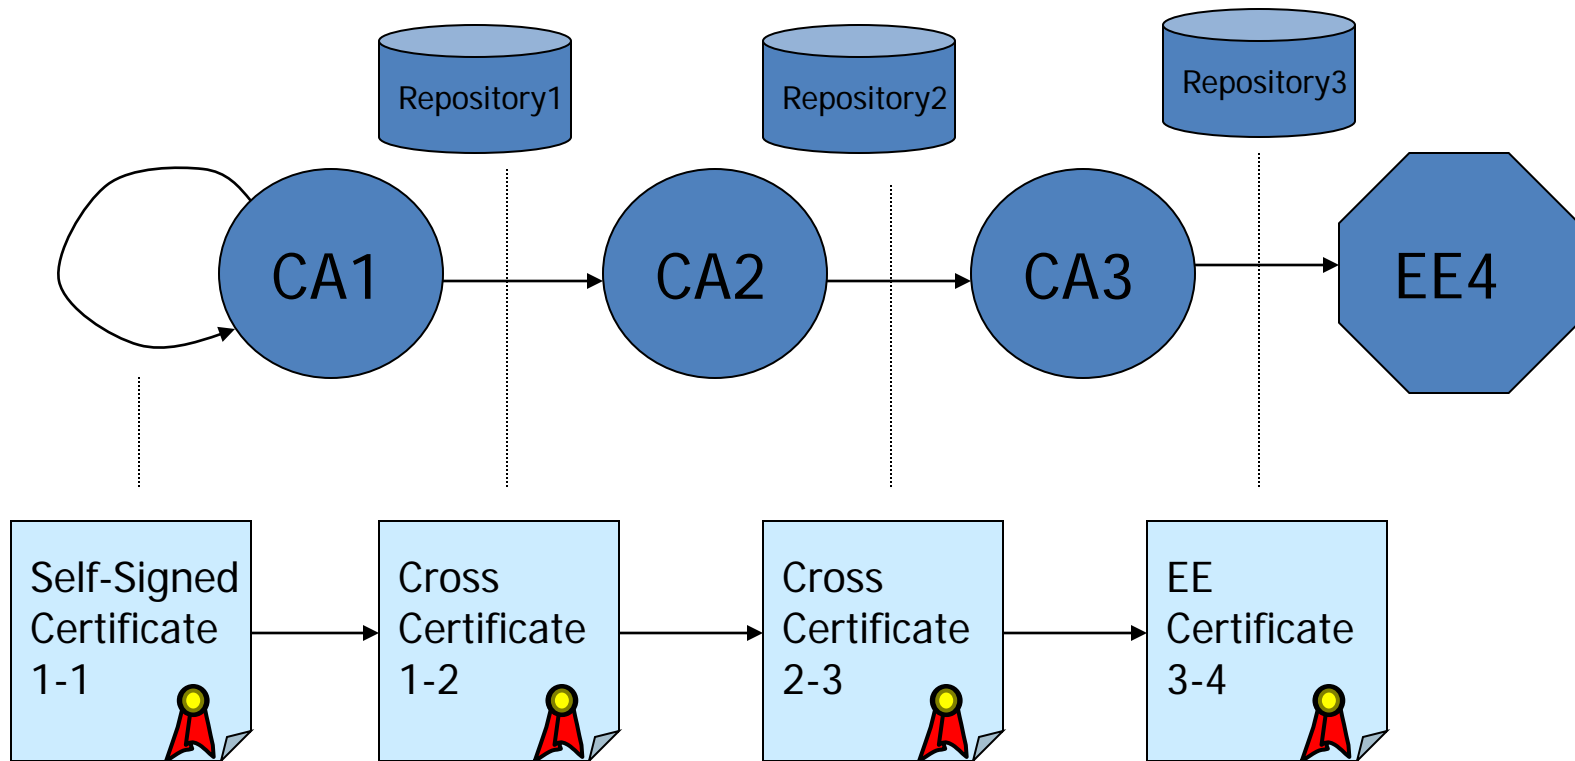 Repository1
Repository2
Repository3
CA1
CA2
CA3
EE4
Self-Signed
Certificate
1-1
Cross
Certificate
1-2
Cross
Certificate
2-3
EE
Certificate
3-4